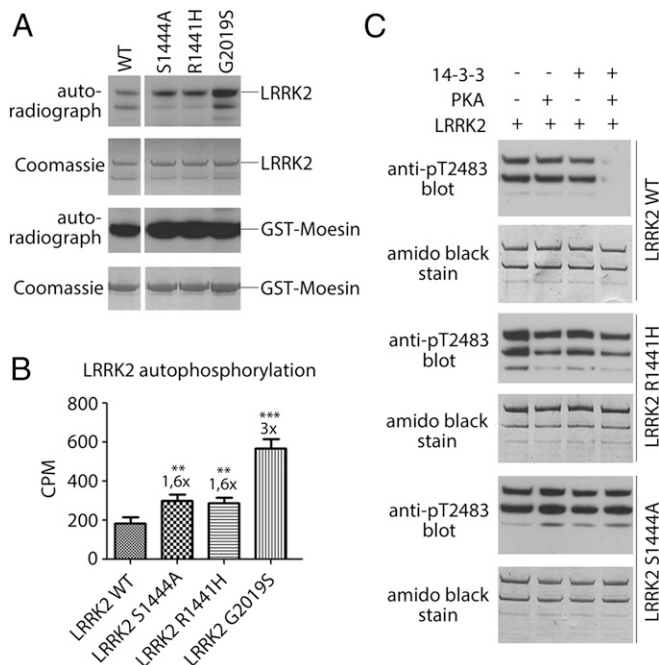 A
WT
S1444A
R1441H
G2019S
auto-
radiograph
LRRK2
Coomassie
LRRK2
auto-
radiograph
GST-Moesin
Coomassie
GST-Moesin
B
LRRK2 autophosphorylation
CPM
800
600
400
200
0
**
1,6x
**
1,6x
***
3x
LRRK2 WT
LRRK2 S1444A
LRRK2 R1441H
LRRK2 G2019S
C
14-3-3 - - + +
PKA - + - +
LRRK2 + + + +
anti-pT2483
blot
amido black
stain
LRRK2 WT
anti-pT2483
blot
amido black
stain
LRRK2 R1441H
anti-pT2483
blot
amido black
stain
LRRK2 S1444A